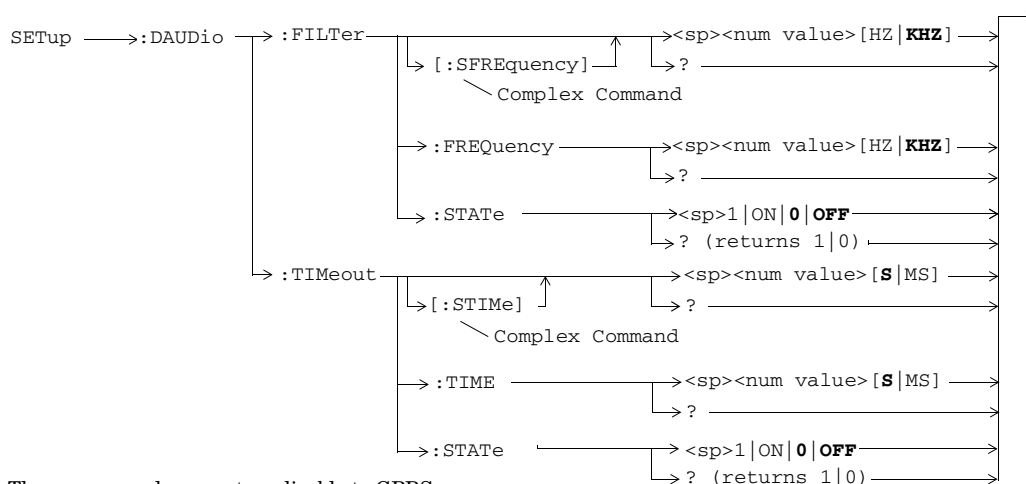 SETup :DAUDio :FILTer <sp><num value>[HZ|KHZ]
[:SFREquency] ?
Complex Command
:FREQuency <sp><num value>[HZ|KHZ]
?
:STATe <sp>1|ON|0|OFF
? (returns 1|0)
:TIMeout <sp><num value>[S|MS]
[:STIMe] ?
Complex Command
:TIME <sp><num value>[S|MS]
?
:STATe <sp>1|ON|0|OFF
? (returns 1|0)